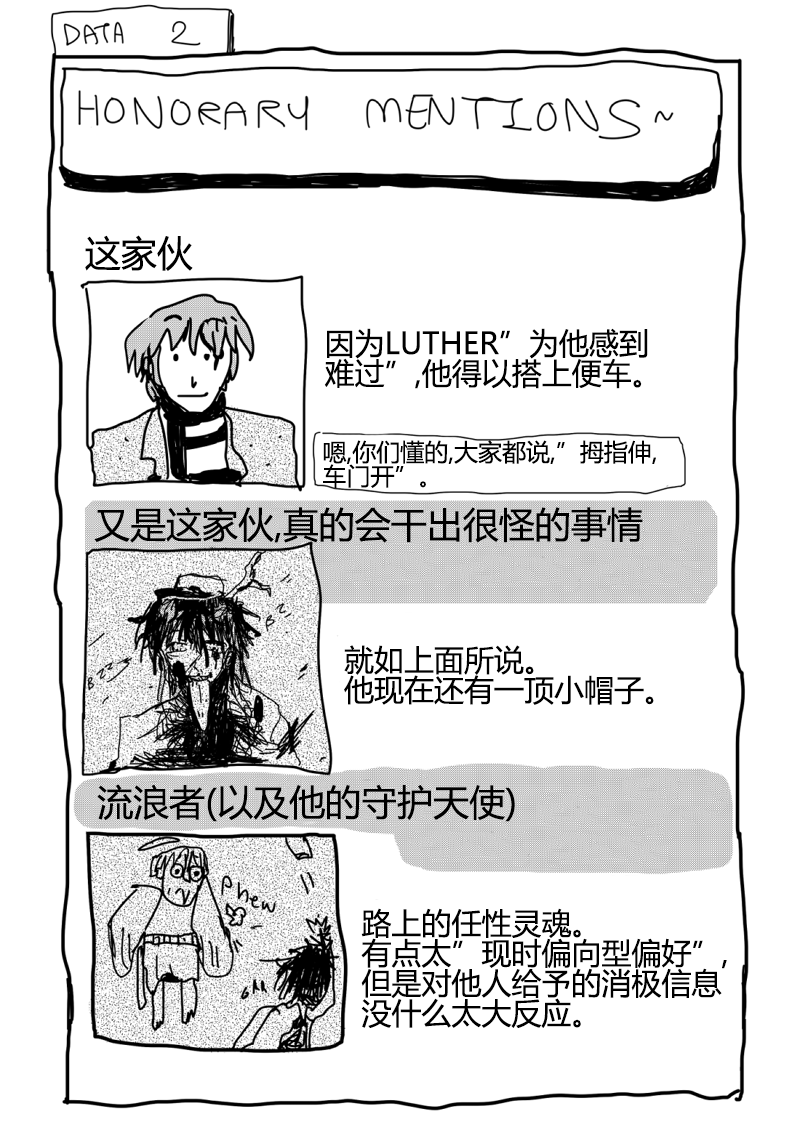 DATA 2
HONORARY MENTIONS~
这家伙
因为LUTHER”为他感到
难过”,他得以搭上便车。
嗯,你们懂的,大家都说,”拇指伸,
车门开”。
又是这家伙,真的会干出很怪的事情
BZ
BZZZ
就如上面所说。
他现在还有一顶小帽子。
流浪者(以及他的守护天使)
Phew
路上的任性灵魂。
有点太”现时偏向型偏好”,
但是对他人给予的消极信息
没什么太大反应。